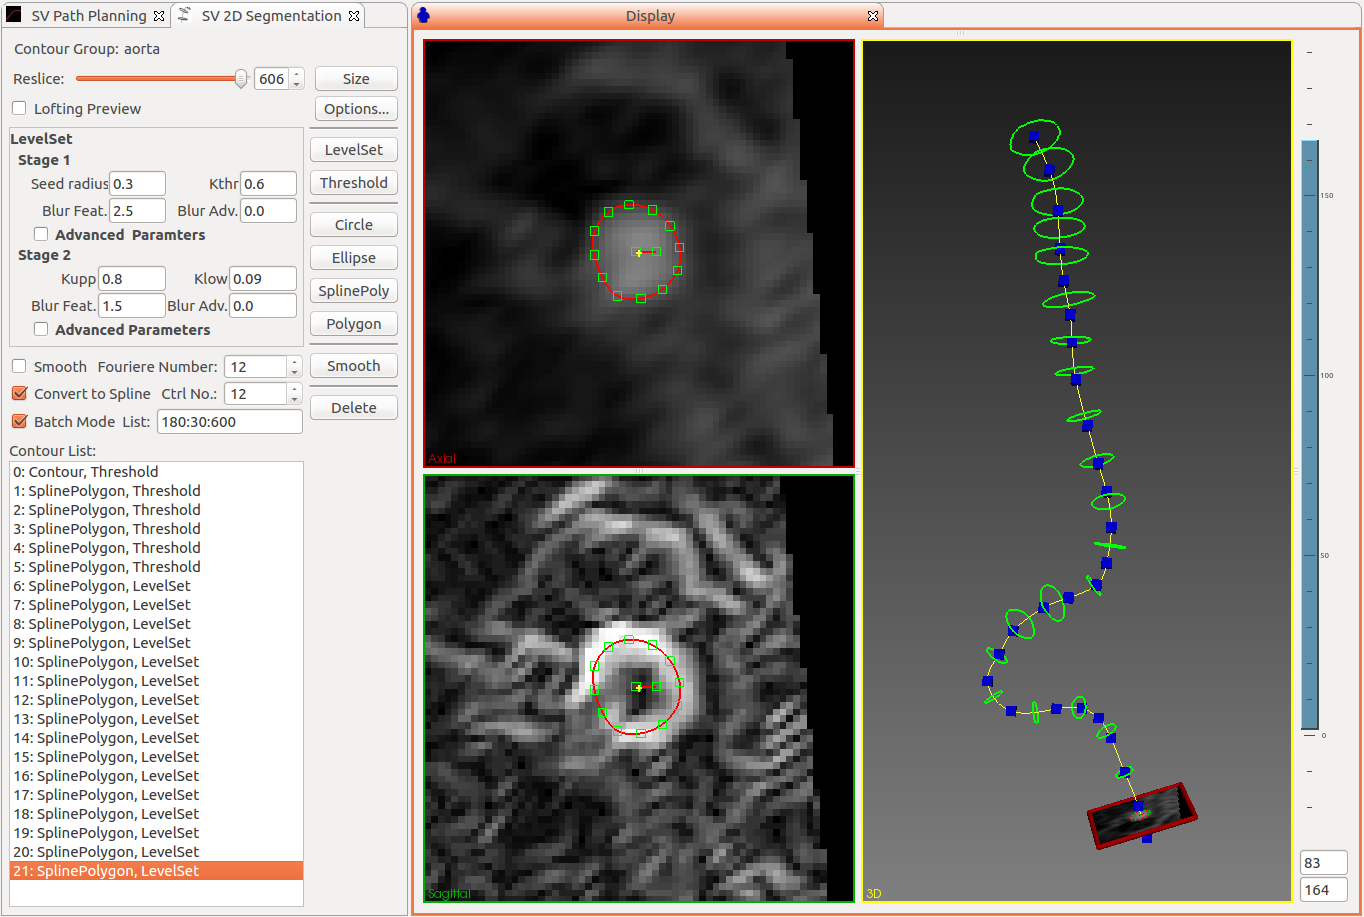 SV Path Planning SV 2D Segmentation Display
Contour Group: aorta
Reslice: 606 Size
Lofting Preview Options...
LevelSet
Stage 1
Seed radius 0.3 Kthr 0.6
Blur Feat. 2.5 Blur Adv. 0.0
Advanced Paramters
Stage 2
Kupp 0.8 Klow 0.09
Blur Feat. 1.5 Blur Adv. 0.0
Advanced Parameters
LevelSet
Threshold
Circle
Ellipse
SplinePoly
Polygon
Smooth
Delete
Smooth Fouriere Number: 12
Convert to Spline Ctrl No.: 12
Batch Mode List: 180:30:600
Contour List:
0: Contour, Threshold
1: SplinePolygon, Threshold
2: SplinePolygon, Threshold
3: SplinePolygon, Threshold
4: SplinePolygon, Threshold
5: SplinePolygon, Threshold
6: SplinePolygon, LevelSet
7: SplinePolygon, LevelSet
8: SplinePolygon, LevelSet
9: SplinePolygon, LevelSet
10: SplinePolygon, LevelSet
11: SplinePolygon, LevelSet
12: SplinePolygon, LevelSet
13: SplinePolygon, LevelSet
14: SplinePolygon, LevelSet
15: SplinePolygon, LevelSet
16: SplinePolygon, LevelSet
17: SplinePolygon, LevelSet
18: SplinePolygon, LevelSet
19: SplinePolygon, LevelSet
20: SplinePolygon, LevelSet
21: SplinePolygon, LevelSet
Axial
Sagittal
3D
150
100
50
0
83
164